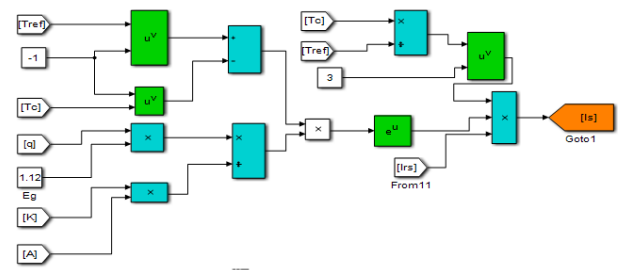 [Tref]
u^v
+
−
-1
[Tc]
u^v
[q]
×
×
÷
1.12
Eg
[K]
×
[A]
×
e^u
[Tc]
×
÷
[Tref]
3
u^v
×
[Irs]
From11
[Is]
Goto1